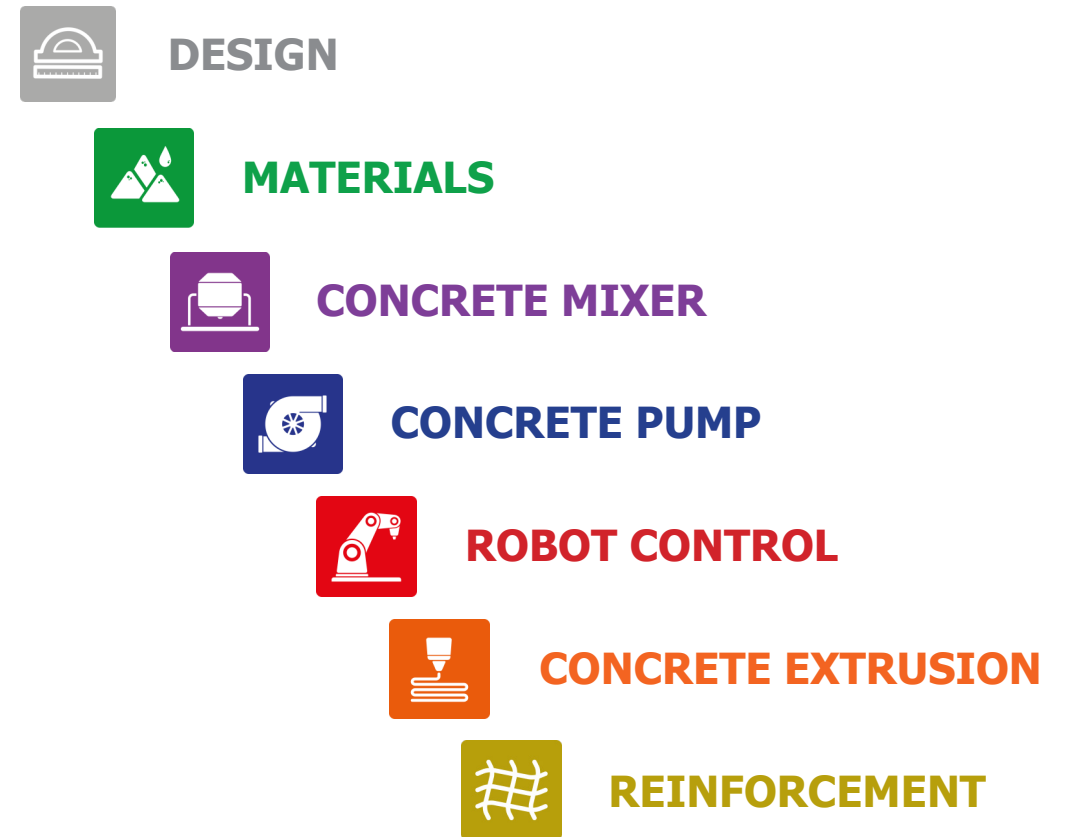 DESIGN
MATERIALS
CONCRETE MIXER
CONCRETE PUMP
ROBOT CONTROL
CONCRETE EXTRUSION
REINFORCEMENT